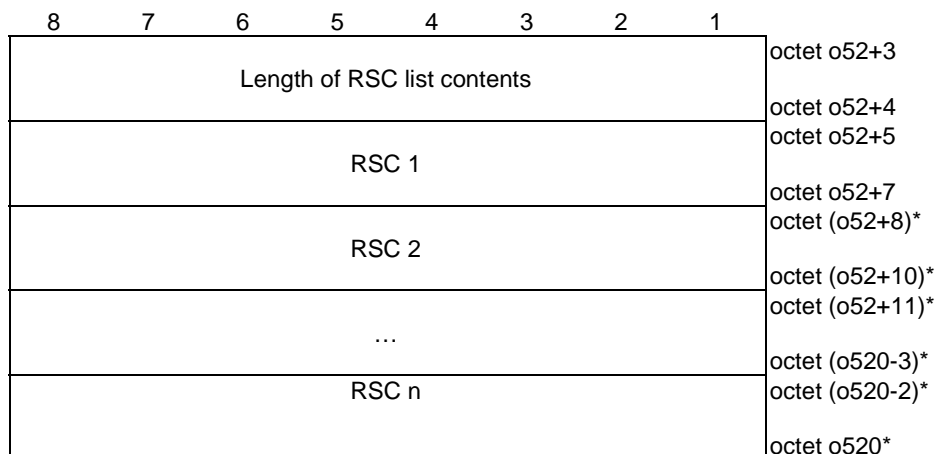 8 7 6 5 4 3 2 1
octet o52+3
Length of RSC list contents
octet o52+4
octet o52+5
RSC 1
octet o52+7
octet (o52+8)*
RSC 2
octet (o52+10)*
octet (o52+11)*
…
octet (o520-3)*
RSC n octet (o520-2)*
octet o520*